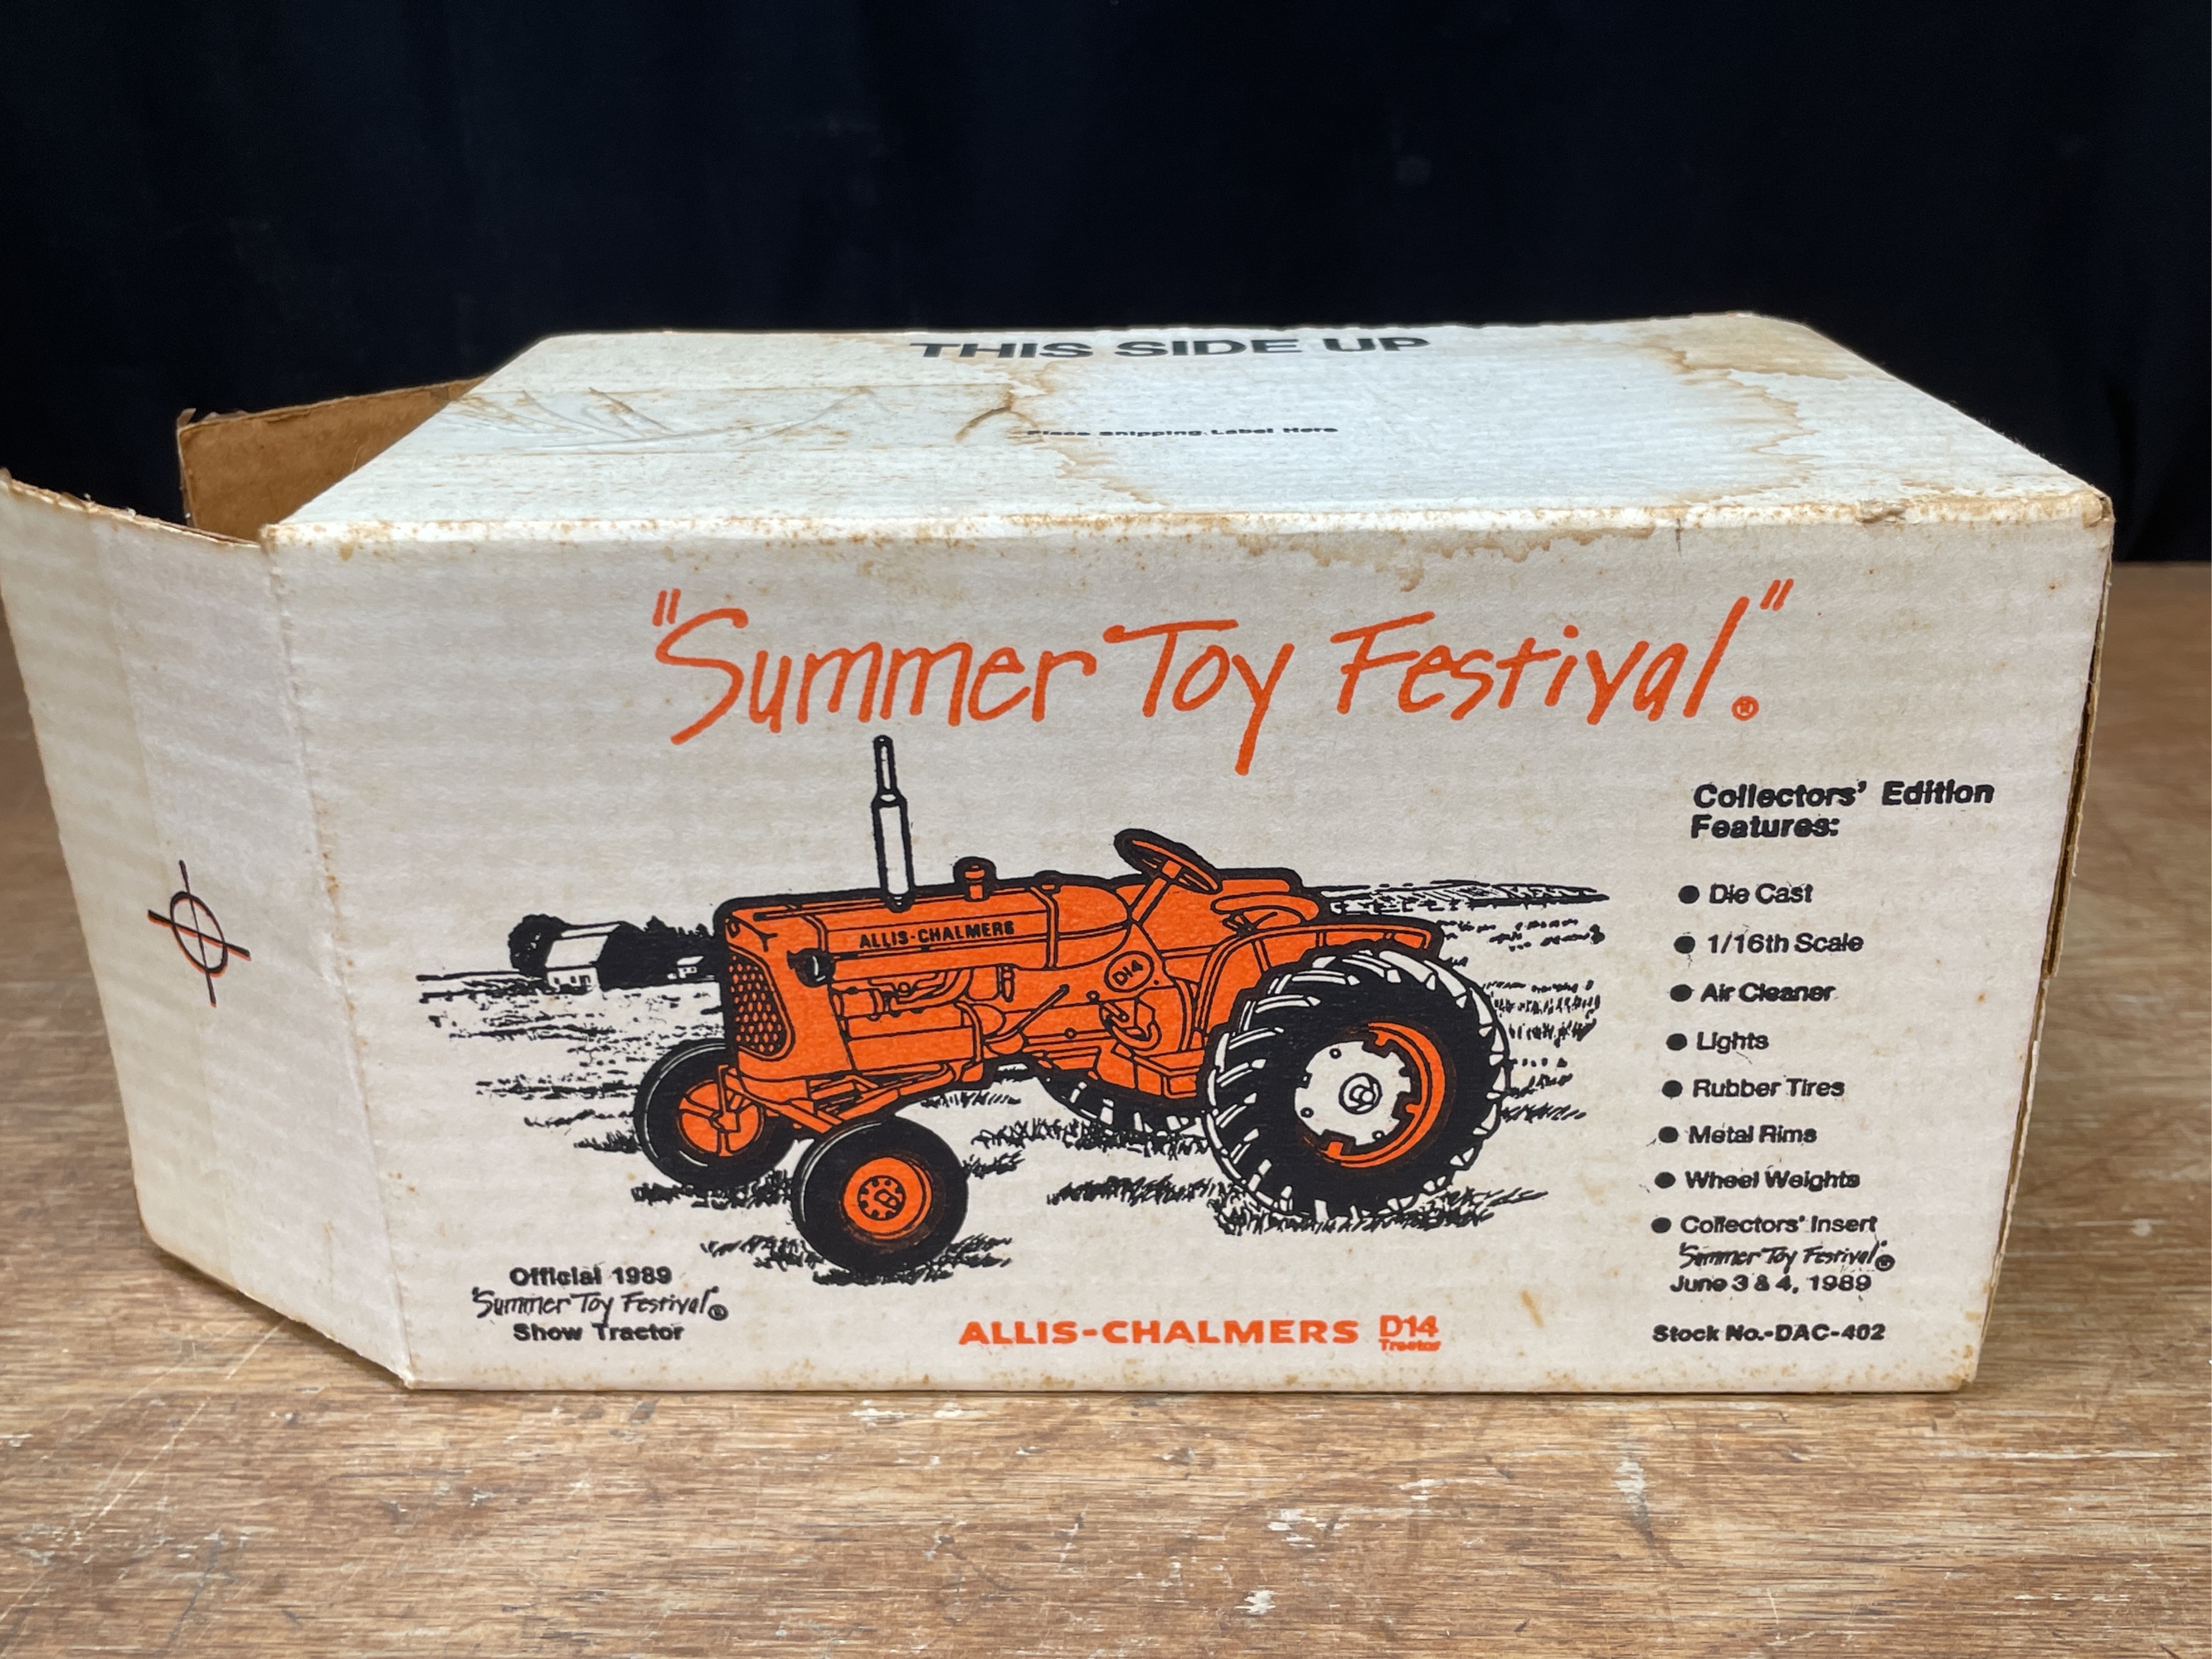 THIS SIDE UP
Place Shipping Label Here
"Summer Toy Festival"®
ALLIS-CHALMERS
D14
Collectors' Edition
Features:
● Die Cast
● 1/16th Scale
● Air Cleaner
● Lights
● Rubber Tires
● Metal Rims
● Wheel Weights
● Collectors' Insert
"Summer Toy Festival"®
June 3 & 4, 1989
Stock No.-DAC-402
Official 1989
"Summer Toy Festival"®
Show Tractor
ALLIS-CHALMERS D14
Tractor